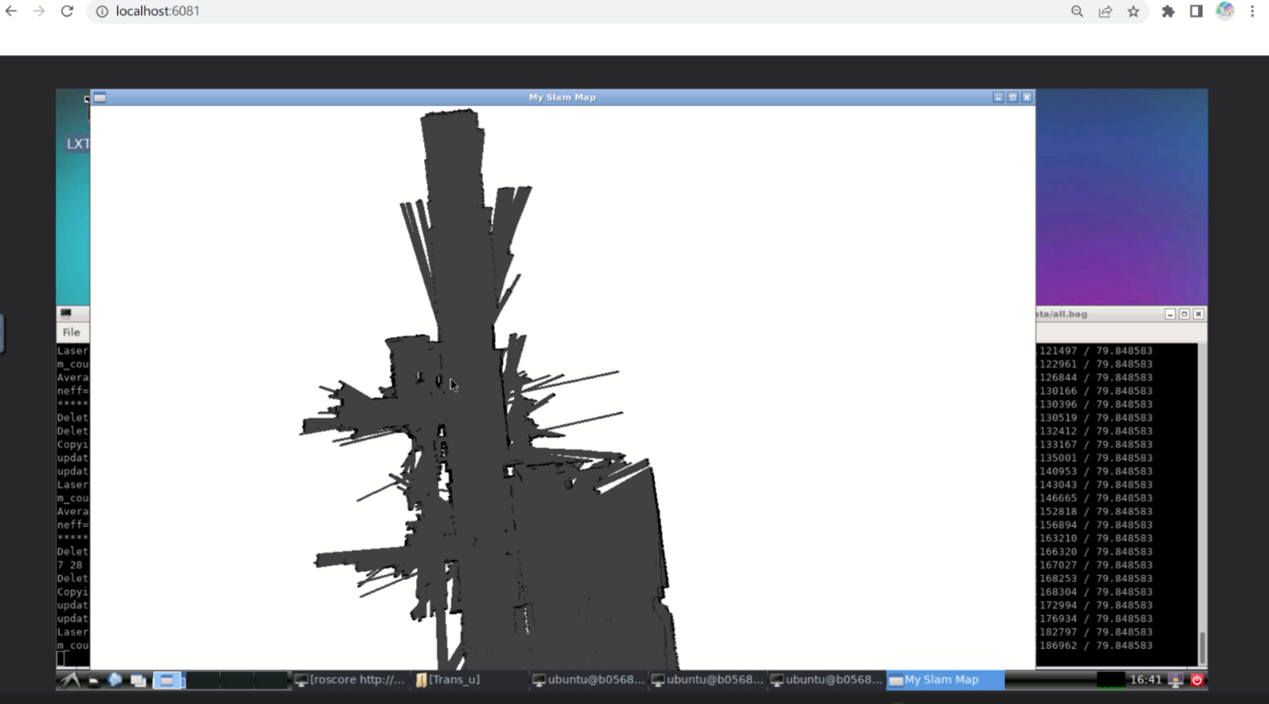 localhost:6081
My Slam Map
LXT
ata/all.bag
File
Laser
m_cou
Avera
neff=
*****
Delet
Delet
Copyi
updat
updat
Laser
m_cou
Avera
neff=
*****
Delet
7 28
Delet
Copyi
updat
updat
Laser
m_cou
.121497 / 79.848583
.122961 / 79.848583
.126844 / 79.848583
.130166 / 79.848583
.130396 / 79.848583
.130519 / 79.848583
.132412 / 79.848583
.133167 / 79.848583
.135001 / 79.848583
.140953 / 79.848583
.143043 / 79.848583
.146665 / 79.848583
.152818 / 79.848583
.156894 / 79.848583
.163210 / 79.848583
.166320 / 79.848583
.167027 / 79.848583
.168253 / 79.848583
.168304 / 79.848583
.172994 / 79.848583
.176934 / 79.848583
.182797 / 79.848583
.186962 / 79.848583
[roscore http://... [Trans_u] ubuntu@b0568... ubuntu@b0568... ubuntu@b0568... My Slam Map 16:41